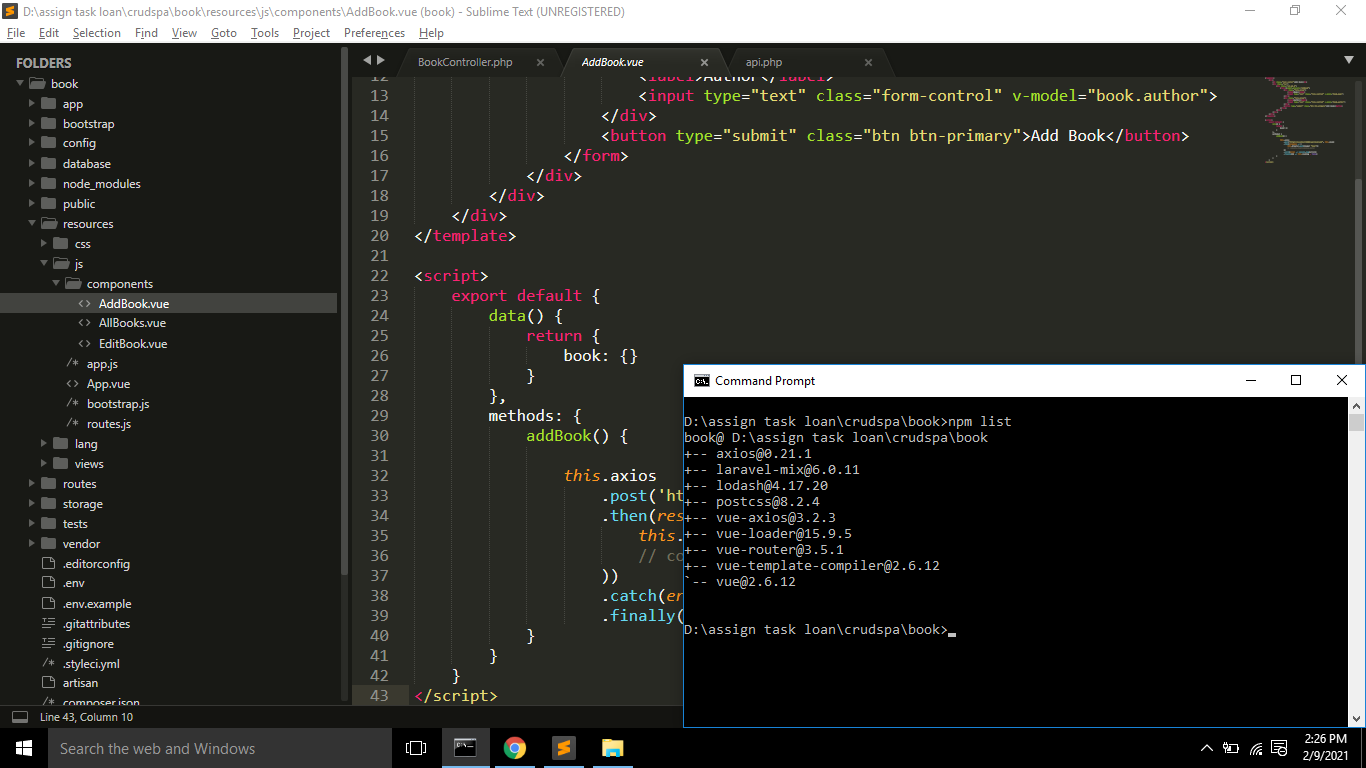 D:\assign task loan\crudspa\book\resources\js\components\AddBook.vue (book) - Sublime Text (UNREGISTERED)
File Edit Selection Find View Goto Tools Project Preferences Help
FOLDERS
book
app
bootstrap
config
database
node_modules
public
resources
css
js
components
AddBook.vue
AllBooks.vue
EditBook.vue
/* app.js
App.vue
/* bootstrap.js
/* routes.js
lang
views
routes
storage
tests
vendor
.editorconfig
.env
.env.example
.gitattributes
.gitignore
/* .styleci.yml
artisan
/* composer.json
BookController.php
AddBook.vue
api.php
12 <label>Author</label>
13 <input type="text" class="form-control" v-model="book.author">
14 </div>
15 <button type="submit" class="btn btn-primary">Add Book</button>
16 </form>
17 </div>
18 </div>
19 </div>
20 </template>
21
22 <script>
23 export default {
24 data() {
25 return {
26 book: {}
27 }
28 },
29 methods: {
30 addBook() {
31
32 this.axios
33 .post('ht
34 .then(res
35 this.
36 // co
37 ))
38 .catch(er
39 .finally(
40 }
41 }
42 }
43 </script>
Command Prompt
D:\assign task loan\crudspa\book>npm list
book@ D:\assign task loan\crudspa\book
+-- axios@0.21.1
+-- laravel-mix@6.0.11
+-- lodash@4.17.20
+-- postcss@8.2.4
+-- vue-axios@3.2.3
+-- vue-loader@15.9.5
+-- vue-router@3.5.1
+-- vue-template-compiler@2.6.12
`-- vue@2.6.12
D:\assign task loan\crudspa\book>
Line 43, Column 10
Search the web and Windows
2:26 PM
2/9/2021